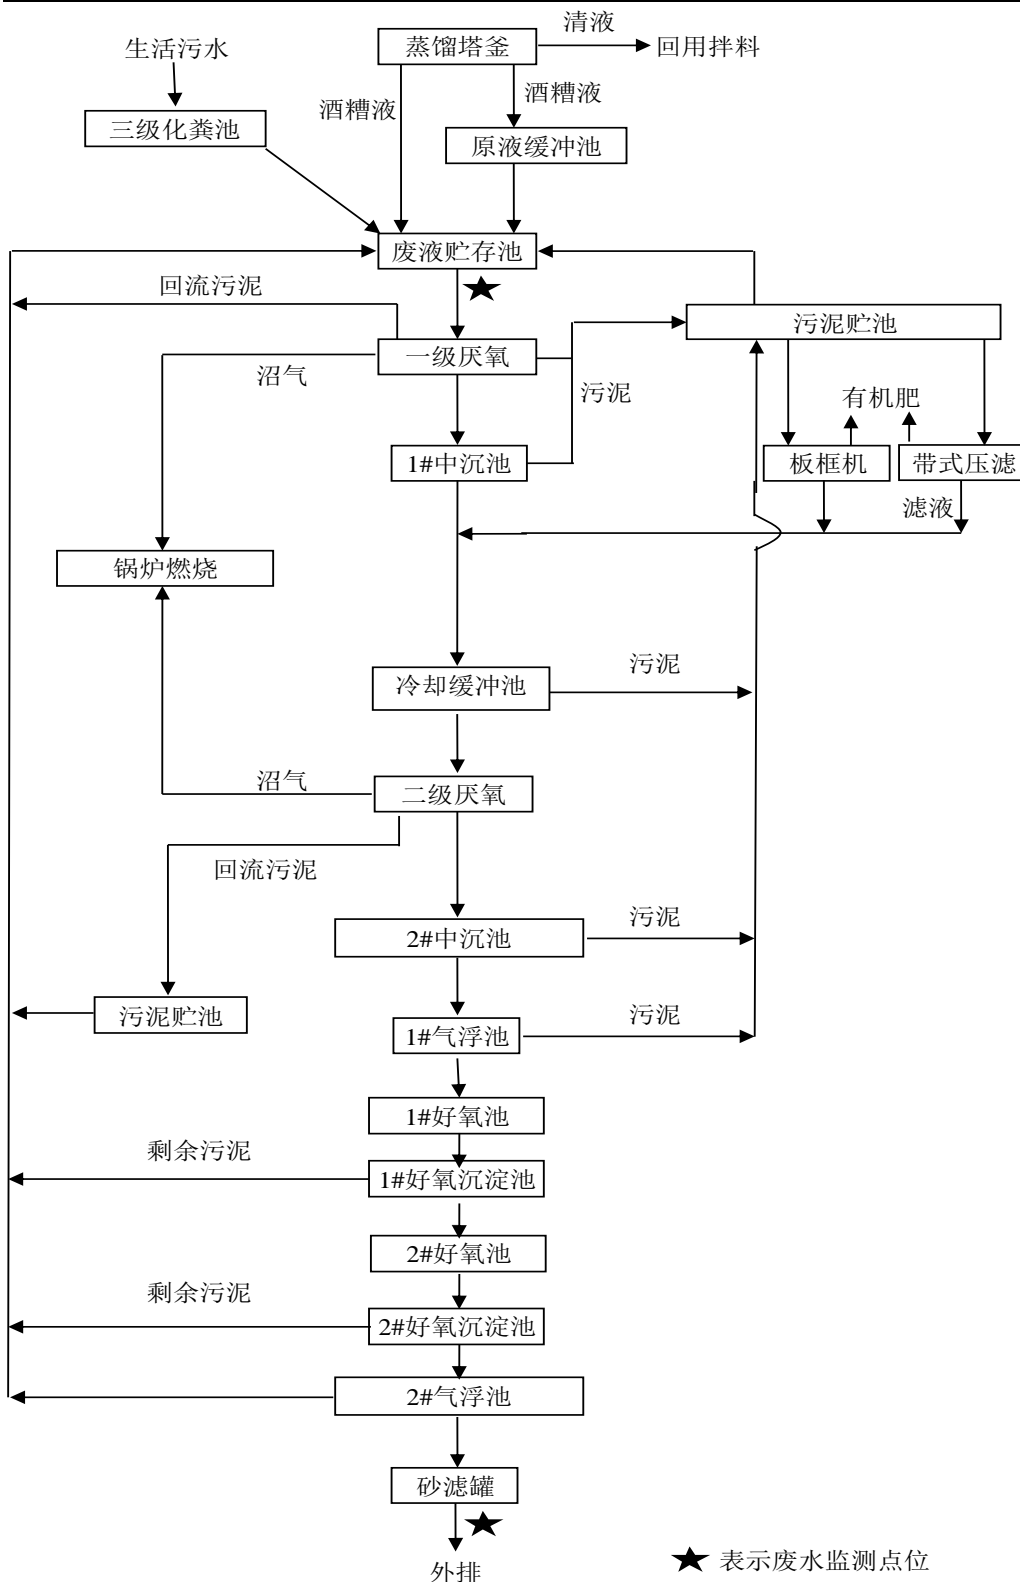 清液
生活污水
蒸馏塔釜
回用拌料
酒糟液
酒糟液
三级化粪池
原液缓冲池
废液贮存池
回流污泥
污泥贮池
一级厌氧
沼气
污泥
有机肥
1#中沉池
板框机
带式压滤
滤液
锅炉燃烧
污泥
冷却缓冲池
沼气
二级厌氧
回流污泥
污泥
2#中沉池
污泥贮池
污泥
1#气浮池
1#好氧池
剩余污泥
1#好氧沉淀池
2#好氧池
剩余污泥
2#好氧沉淀池
2#气浮池
砂滤罐
外排
表示废水监测点位